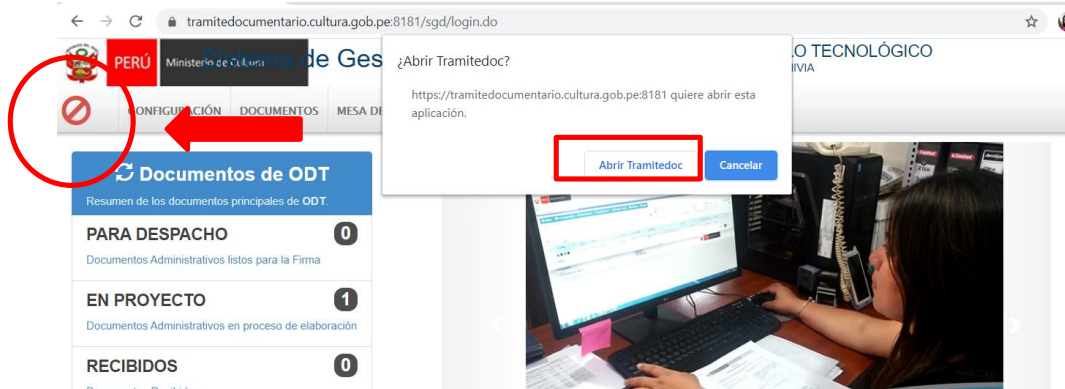 tramitedocumentario.cultura.gob.pe:8181/sgd/login.do
PERÚ
Ministerio de Cultura
de Ges
LO TECNOLÓGICO
HIVIA
¿Abrir Tramitedoc?
https://tramitedocumentario.cultura.gob.pe:8181 quiere abrir esta
aplicación.
Abrir Tramitedoc
Cancelar
CONFIGURACIÓN DOCUMENTOS MESA DE
Documentos de ODT
Resumen de los documentos principales de ODT.
PARA DESPACHO 0
Documentos Administrativos listos para la Firma
EN PROYECTO 1
Documentos Administrativos en proceso de elaboración
RECIBIDOS 0